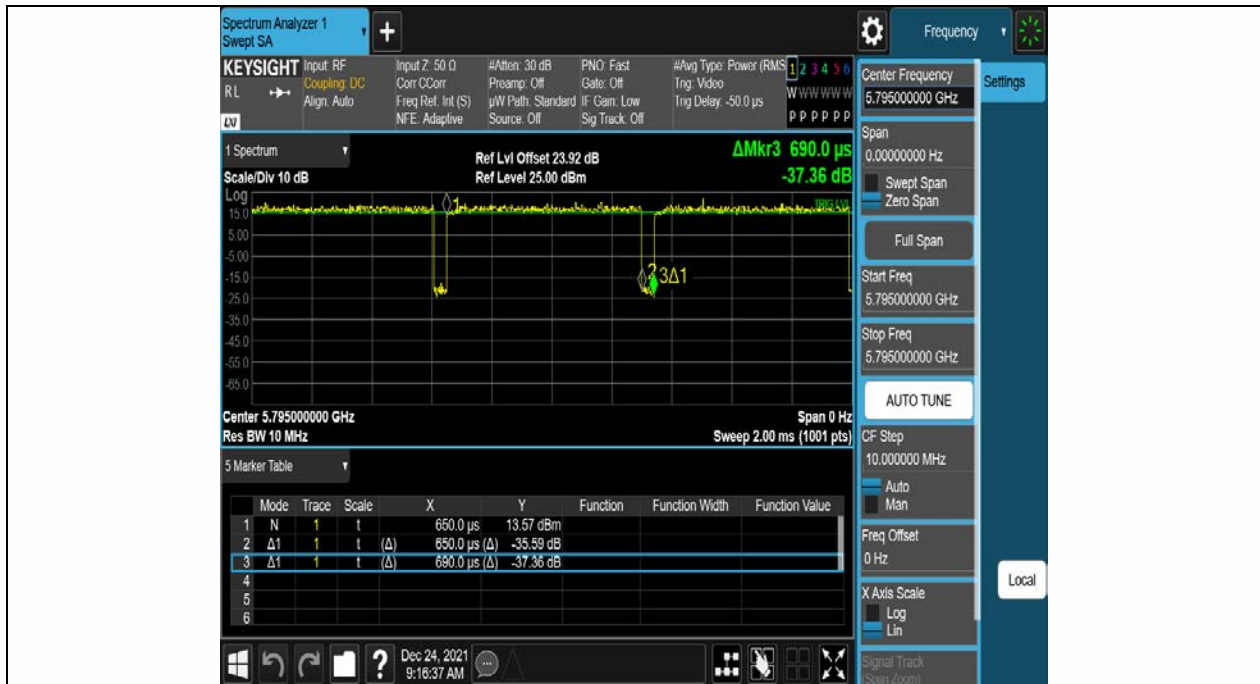 Spectrum Analyzer 1
Swept SA
+
Frequency
KEYSIGHT
RL
LXI
Input: RF
Coupling: DC
Align: Auto
Input Z: 50 Ω
Corr CCorr
Freq Ref: Int (S)
NFE: Adaptive
#Atten: 30 dB
Preamp: Off
µW Path: Standard
Source: Off
PNO: Fast
Gate: Off
IF Gain: Low
Sig Track: Off
#Avg Type: Power (RMS
Trig: Video
Trig Delay: -50.0 µs
1 2 3 4 5 6
W W W W W W
P P P P P P
1 Spectrum
Scale/Div 10 dB
Ref Lvl Offset 23.92 dB
Ref Level 25.00 dBm
ΔMkr3 690.0 µs
-37.36 dB
Log
15.0
5.00
-5.00
-15.0
-25.0
-35.0
-45.0
-55.0
-65.0
1
TRIG LVL
2
3Δ1
Center 5.795000000 GHz
Span 0 Hz
Res BW 10 MHz
Sweep 2.00 ms (1001 pts)
5 Marker Table
Mode Trace Scale X Y Function Function Width Function Value
1 N 1 t 650.0 µs 13.57 dBm
2 Δ1 1 t (Δ) 650.0 µs (Δ) -35.59 dB
3 Δ1 1 t (Δ) 690.0 µs (Δ) -37.36 dB
4
5
6
?
Dec 24, 2021
9:16:37 AM
Center Frequency
5.795000000 GHz
Span
0.00000000 Hz
Swept Span
Zero Span
Full Span
Start Freq
5.795000000 GHz
Stop Freq
5.795000000 GHz
AUTO TUNE
CF Step
10.000000 MHz
Auto
Man
Freq Offset
0 Hz
X Axis Scale
Log
Lin
Signal Track
(Span Zoom)
Settings
Local